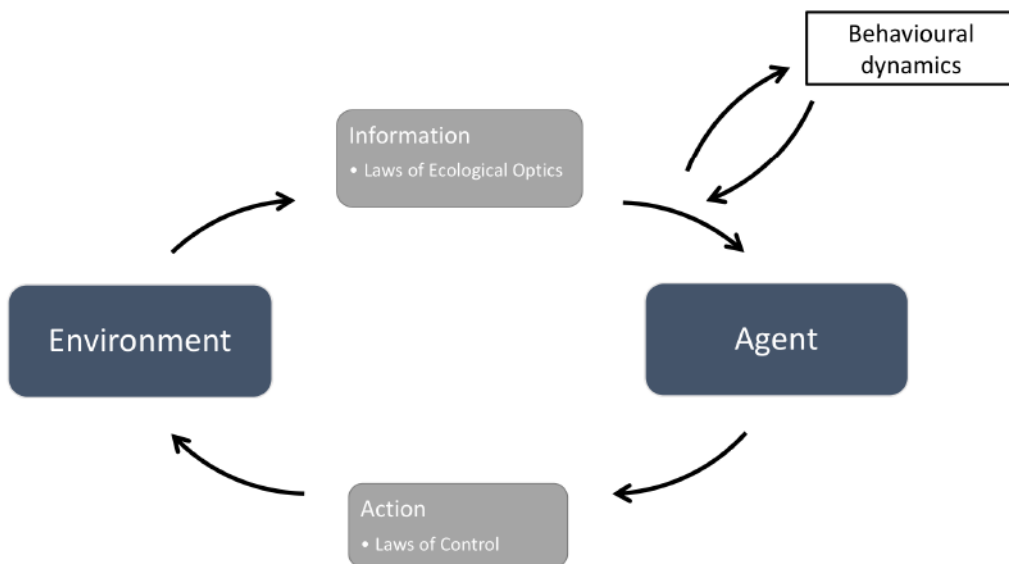 Behavioural
dynamics
Information
• Laws of Ecological Optics
Environment
Agent
Action
• Laws of Control